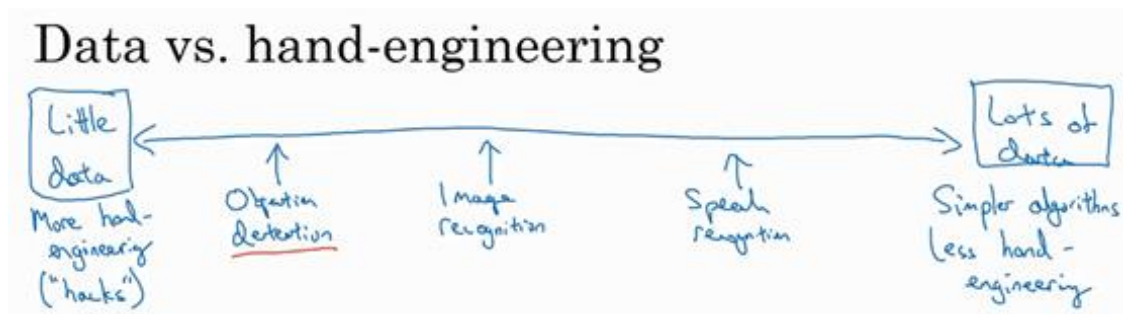 Data vs. hand-engineering
Little
data
More hand-
engineering
("hacks")
detection
Image
recognition
Speech
recognition
Lots of
data
Simpler algorithms
Less hand-
engineering